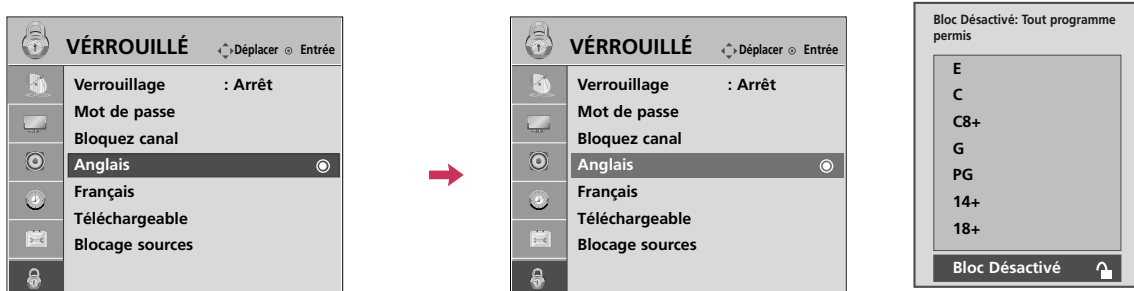 VÉRROUILLÉ Déplacer Entrée
Verrouillage : Arrêt
Mot de passe
Bloquez canal
Anglais
Français
Téléchargeable
Blocage sources
VÉRROUILLÉ Déplacer Entrée
Verrouillage : Arrêt
Mot de passe
Bloquez canal
Anglais
Français
Téléchargeable
Blocage sources
Bloc Désactivé: Tout programme
permis
E
C
C8+
G
PG
14+
18+
Bloc Désactivé